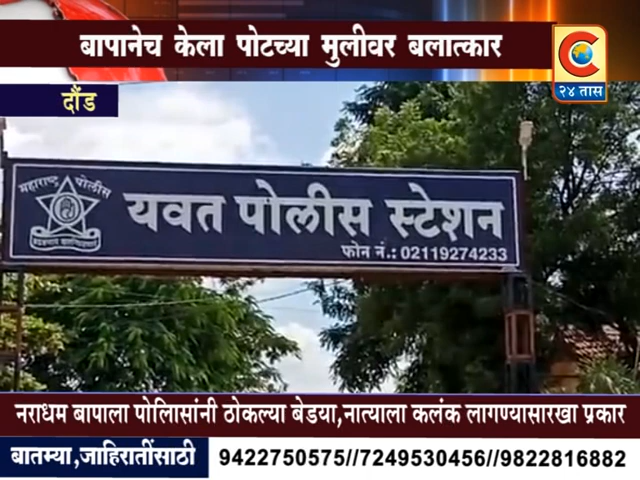 बापानेच केला पोटच्या मुलीवर बलात्कार
C
२४ तास
दौंड
महाराष्ट्र पोलीस
यवत पोलीस स्टेशन
फोन नं.: 02119274233
नराधम बापाला पोलिासांनी ठोकल्या बेडया,नात्याला कलंक लागण्यासारखा प्रकार
बातम्या,जाहिरातींसाठी
9422750575//7249530456//9822816882